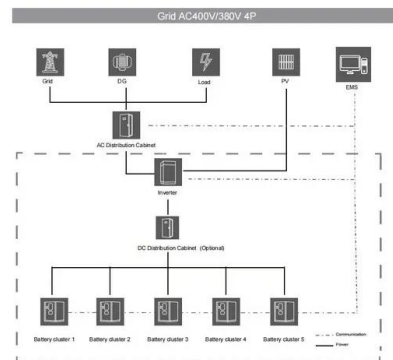 Grid AC400V/380V 4P
Grid
DG
Load
PV
EMS
AC Distribution Cabinet
Inverter
DC Distribution Cabinet (Optional)
Battery cluster 1
Battery cluster 2
Battery cluster 3
Battery cluster 4
Battery cluster 5
Communication
Power